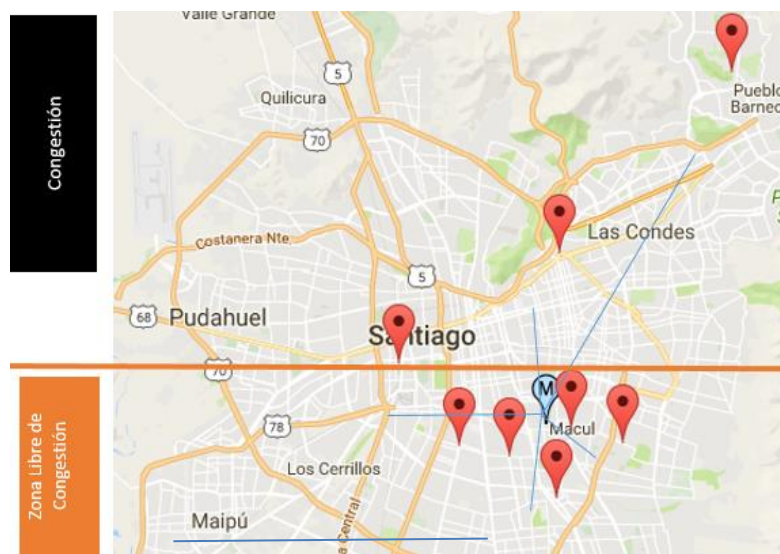 Valle Grande
5
Quilicura
70
Pueblo
Barnec
Costanera Nte
Las Condes
5
68
Pudahuel
Santiago
70
M
78
Macul
Los Cerrillos
Maipú
Central
Congestión
Zona Libre de
Congestión